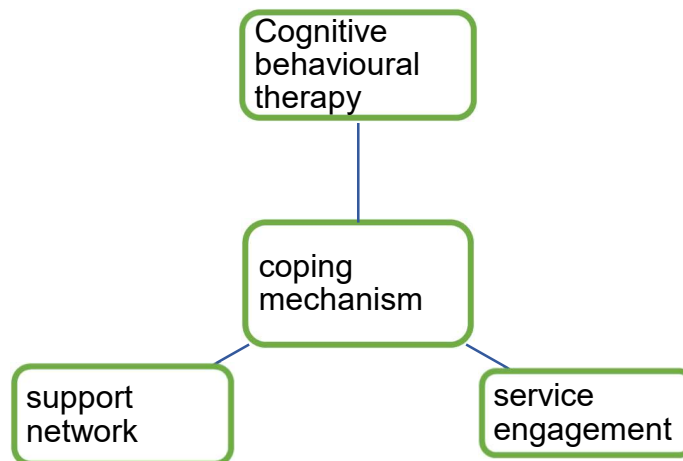 Cognitive
behavioural
therapy
coping
mechanism
support
network
service
engagement